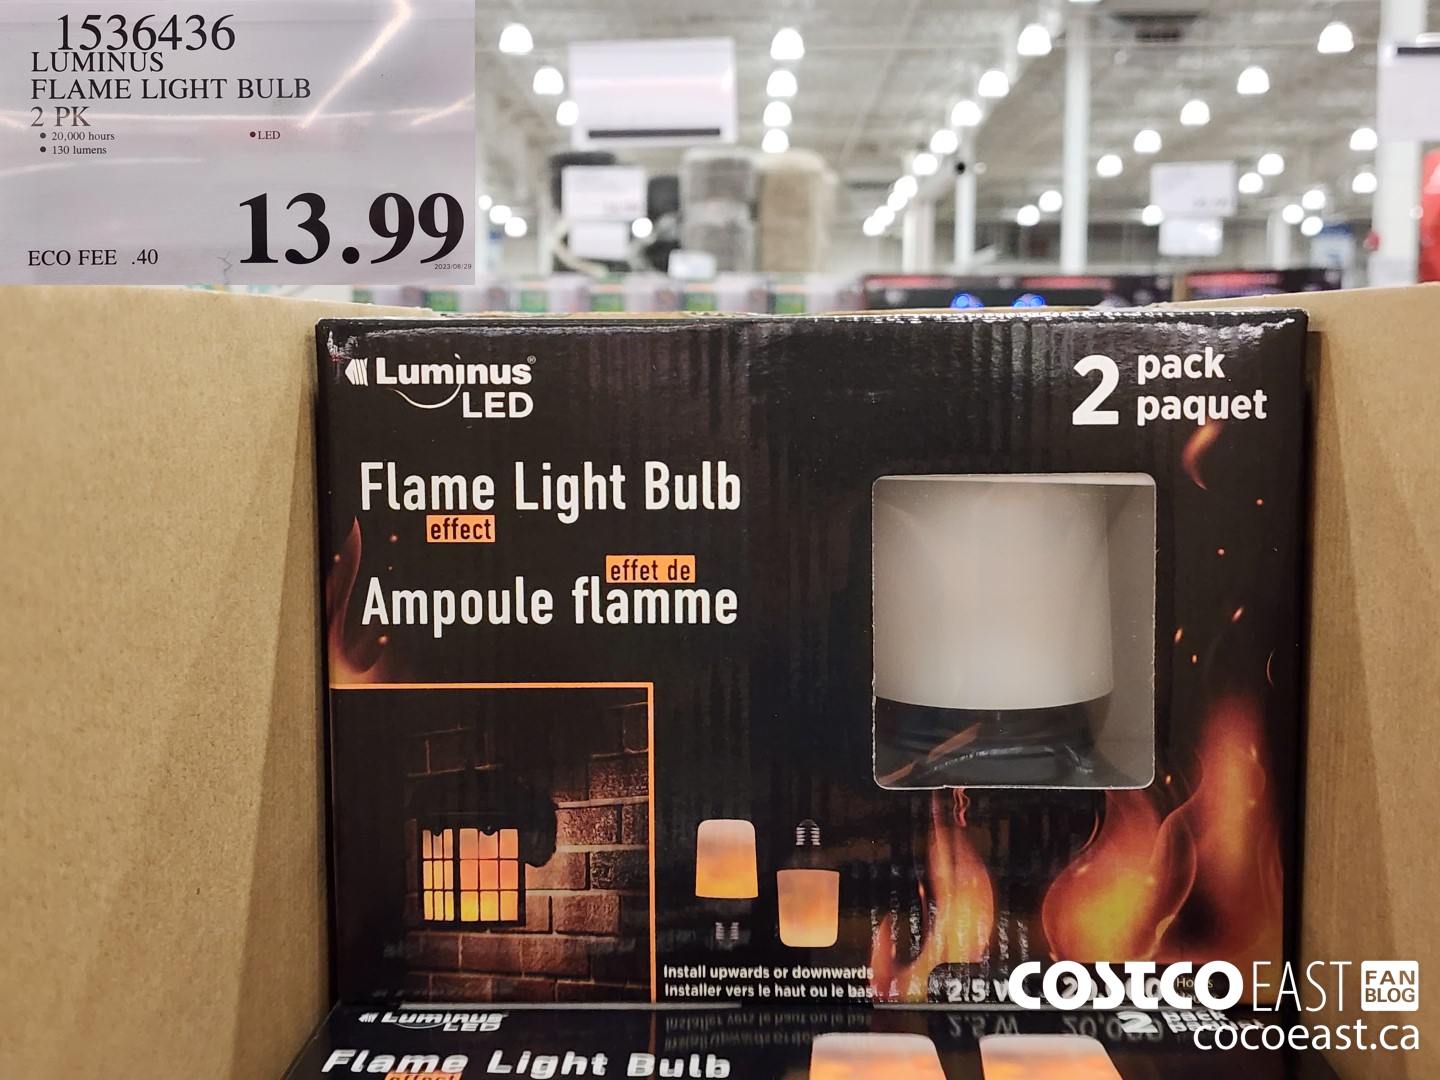 1536436
LUMINUS
FLAME LIGHT BULB
2 PK
• 20,000 hours
• LED
• 130 lumens
13.99
ECO FEE .40
2023/08/29
Luminus®
LED
2 pack
paquet
Flame Light Bulb
effect
effet de
Ampoule flamme
Install upwards or downwards
Installer vers le haut ou le bas
2.5 W
COSTCO EAST FAN BLOG
cocoeast.ca
Luminus
LED
2 pack
Flame Light Bulb
effect